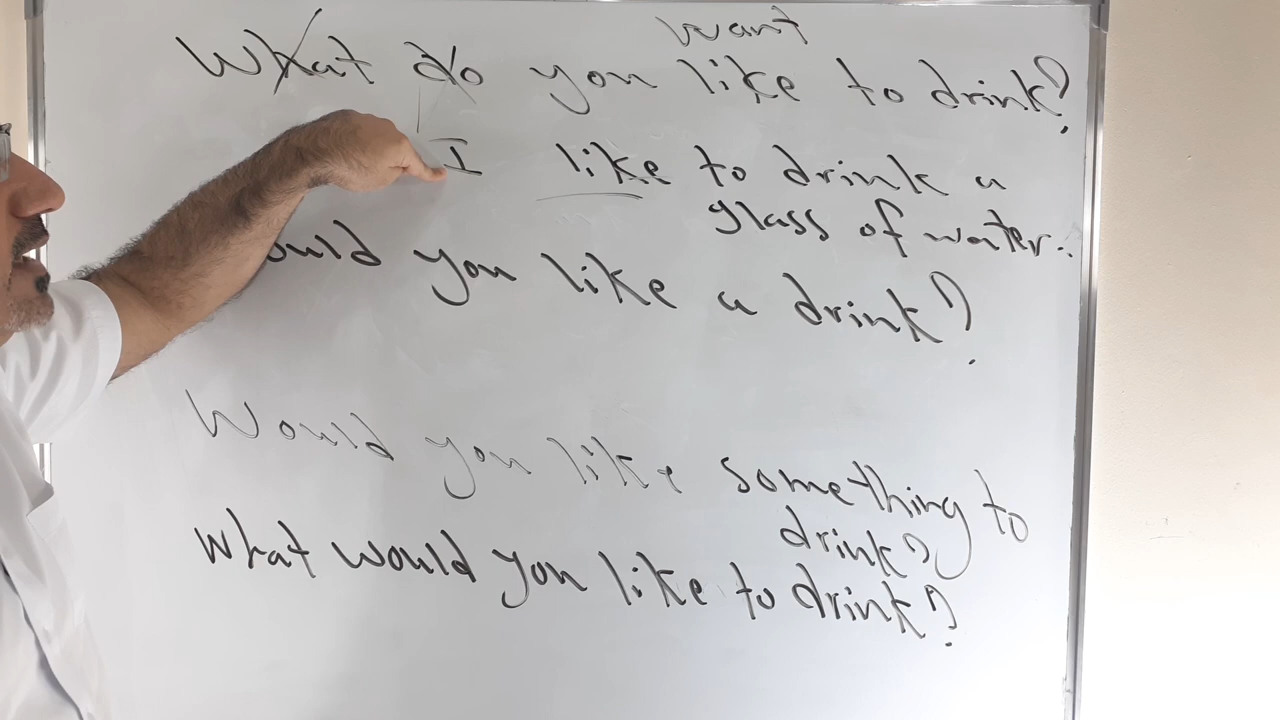 want
What do you like to drink?
I like to drink a
glass of water.
ould you like a drink?
Would you like something to
drink?
What would you like to drink?